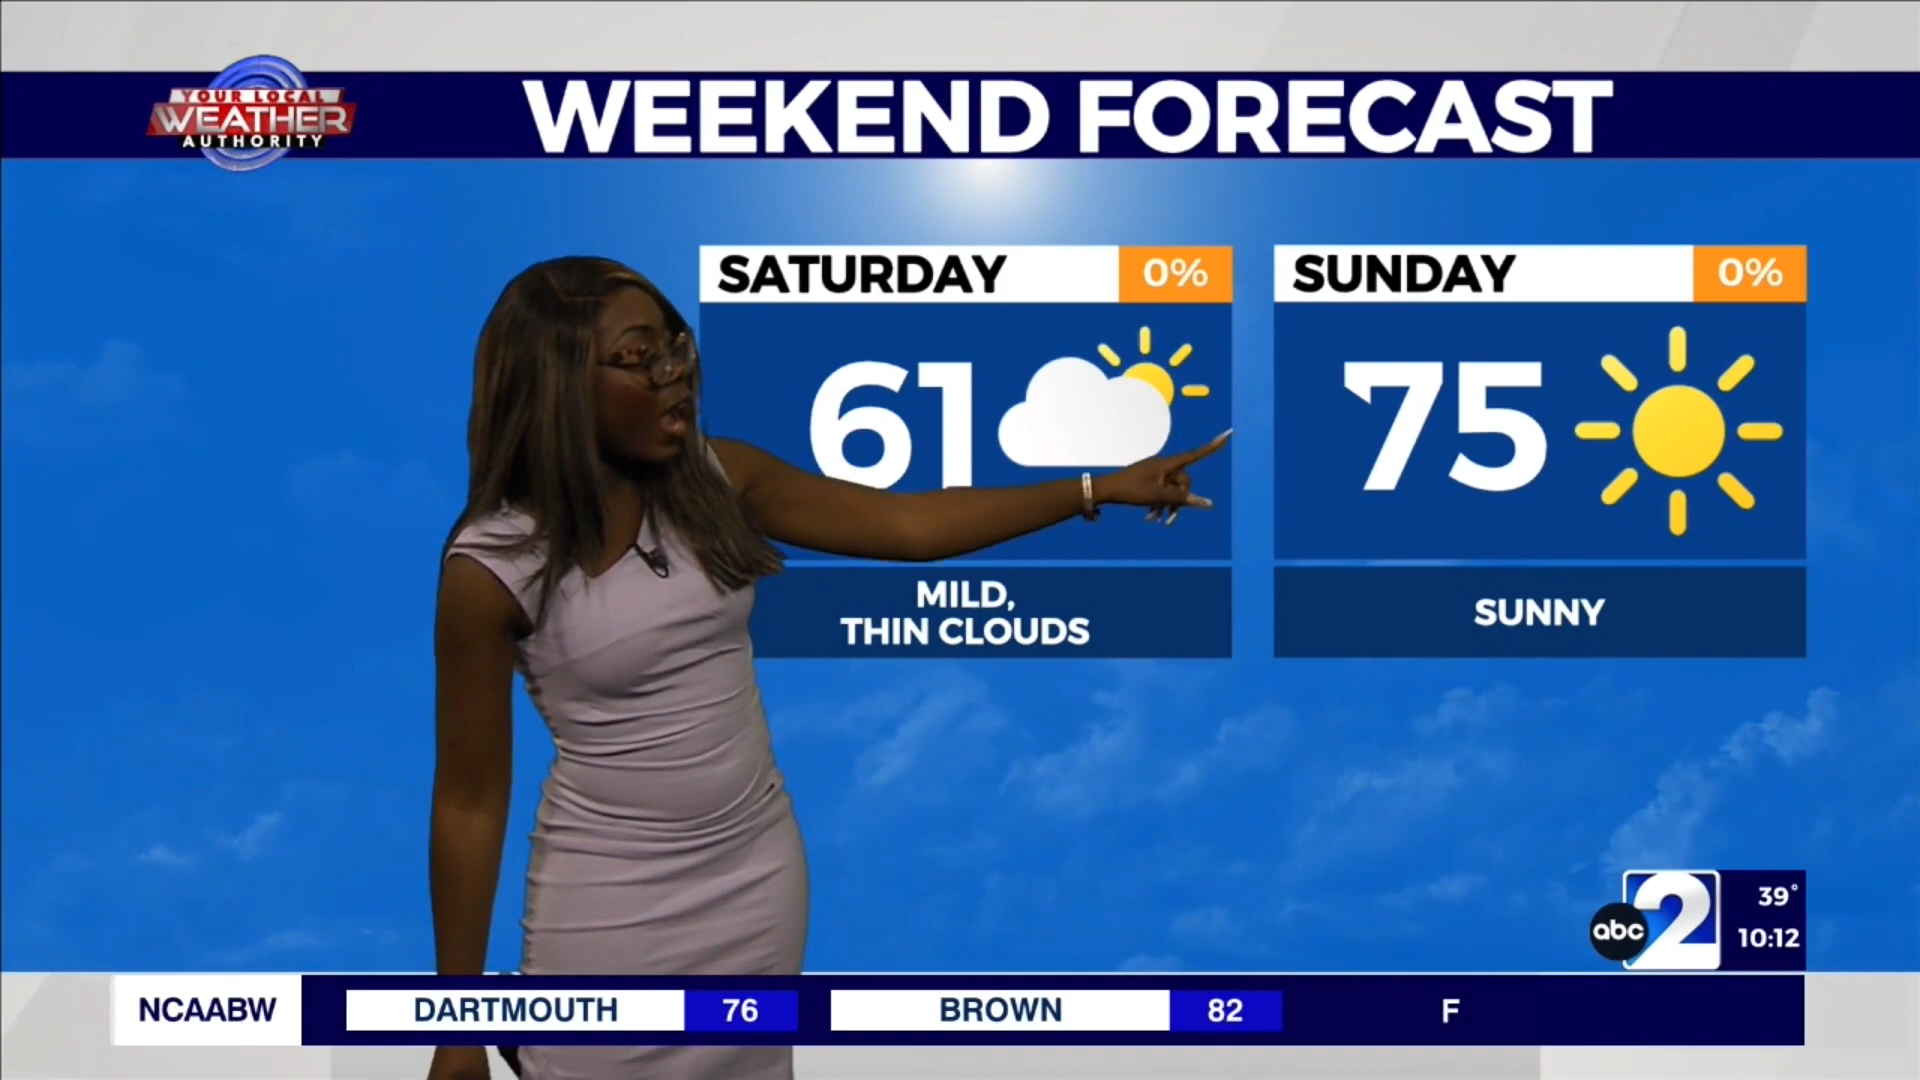 YOUR LOCAL
WEATHER
AUTHORITY
WEEKEND FORECAST
SATURDAY 0%
61
MILD,
THIN CLOUDS
SUNDAY 0%
75
SUNNY
abc 2
39°
10:12
NCAABW DARTMOUTH 76 BROWN 82 F